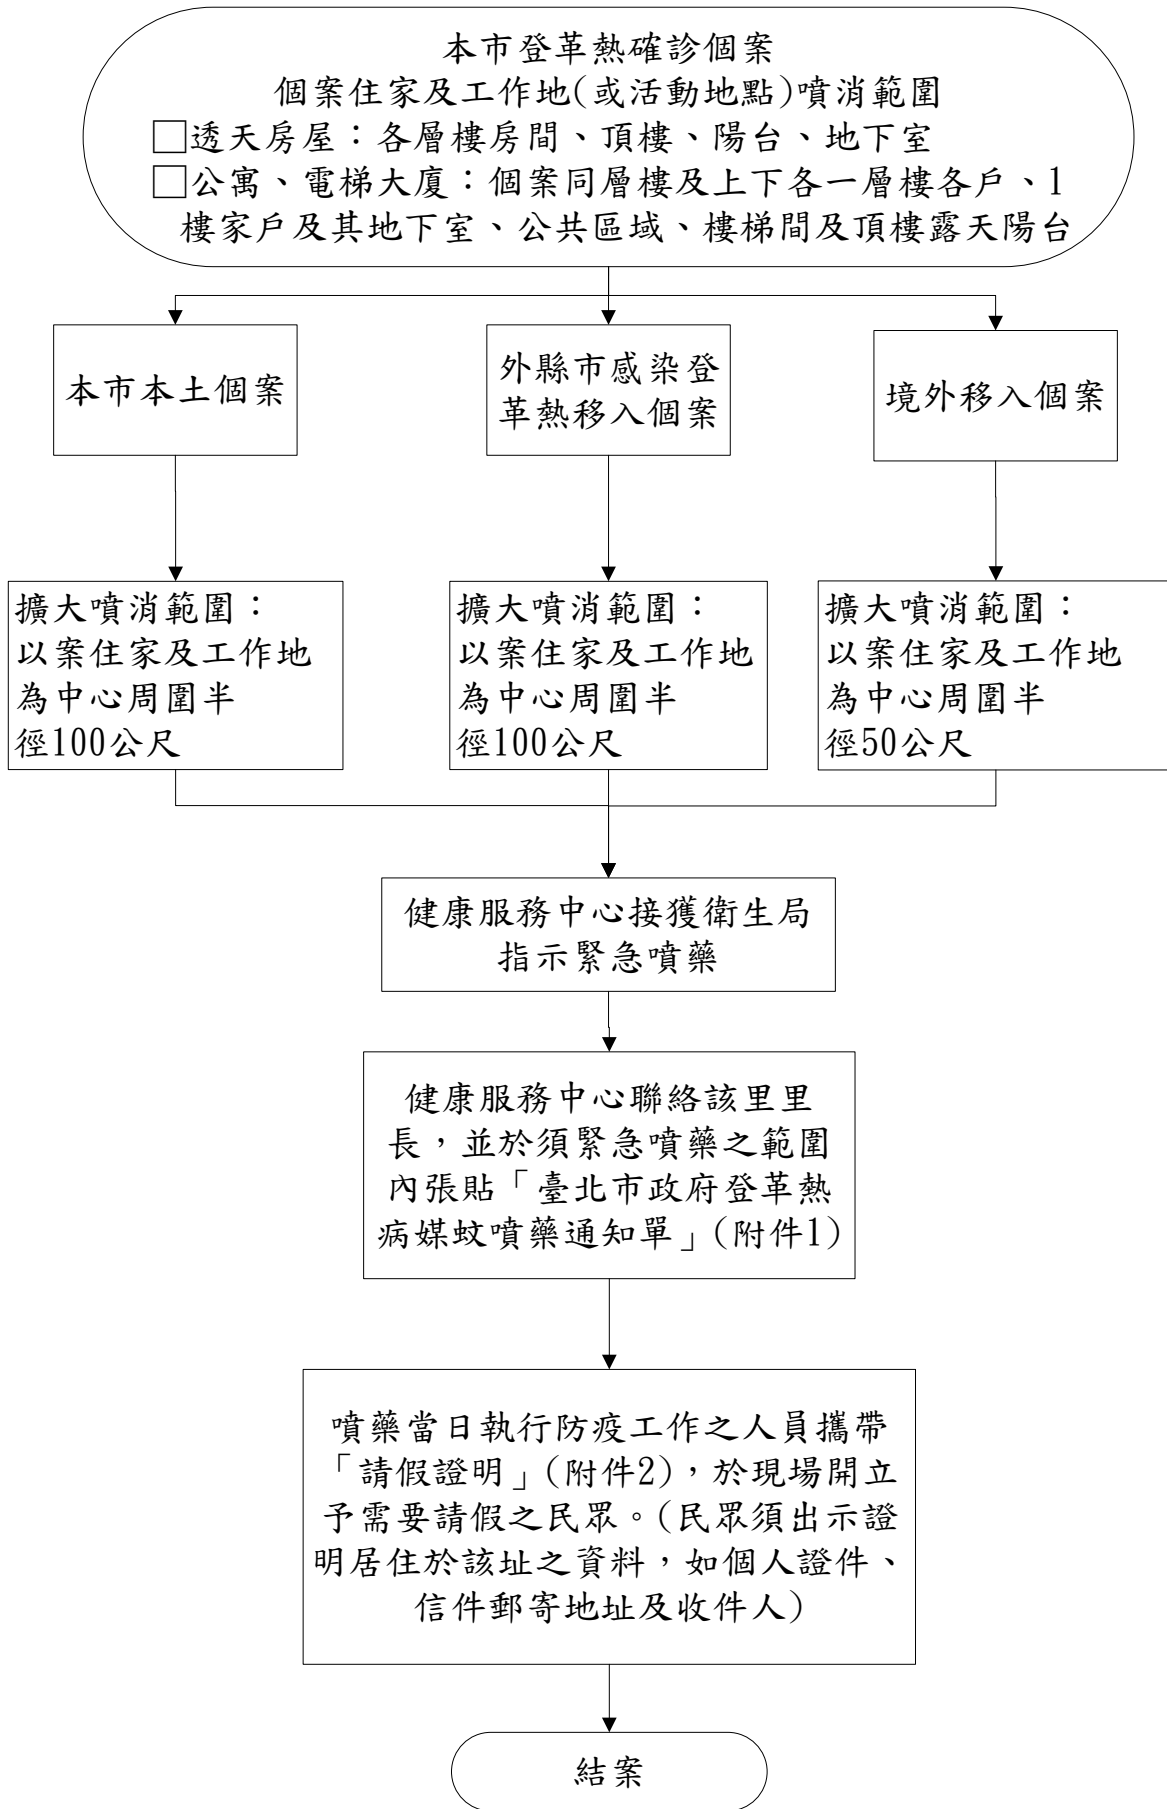 本市登革熱確診個案
個案住家及工作地(或活動地點)噴消範圍
□透天房屋：各層樓房間、頂樓、陽台、地下室
□公寓、電梯大廈：個案同層樓及上下各一層樓各戶、1
樓家戶及其地下室、公共區域、樓梯間及頂樓露天陽台
本市本土個案
外縣市感染登
革熱移入個案
境外移入個案
擴大噴消範圍：
以案住家及工作地
為中心周圍半
徑100公尺
擴大噴消範圍：
以案住家及工作地
為中心周圍半
徑100公尺
擴大噴消範圍：
以案住家及工作地
為中心周圍半
徑50公尺
健康服務中心接獲衛生局
指示緊急噴藥
健康服務中心聯絡該里里
長，並於須緊急噴藥之範圍
內張貼「臺北市政府登革熱
病媒蚊噴藥通知單」(附件1)
噴藥當日執行防疫工作之人員攜帶
「請假證明」(附件2)，於現場開立
予需要請假之民眾。(民眾須出示證
明居住於該址之資料，如個人證件、
信件郵寄地址及收件人)
結案